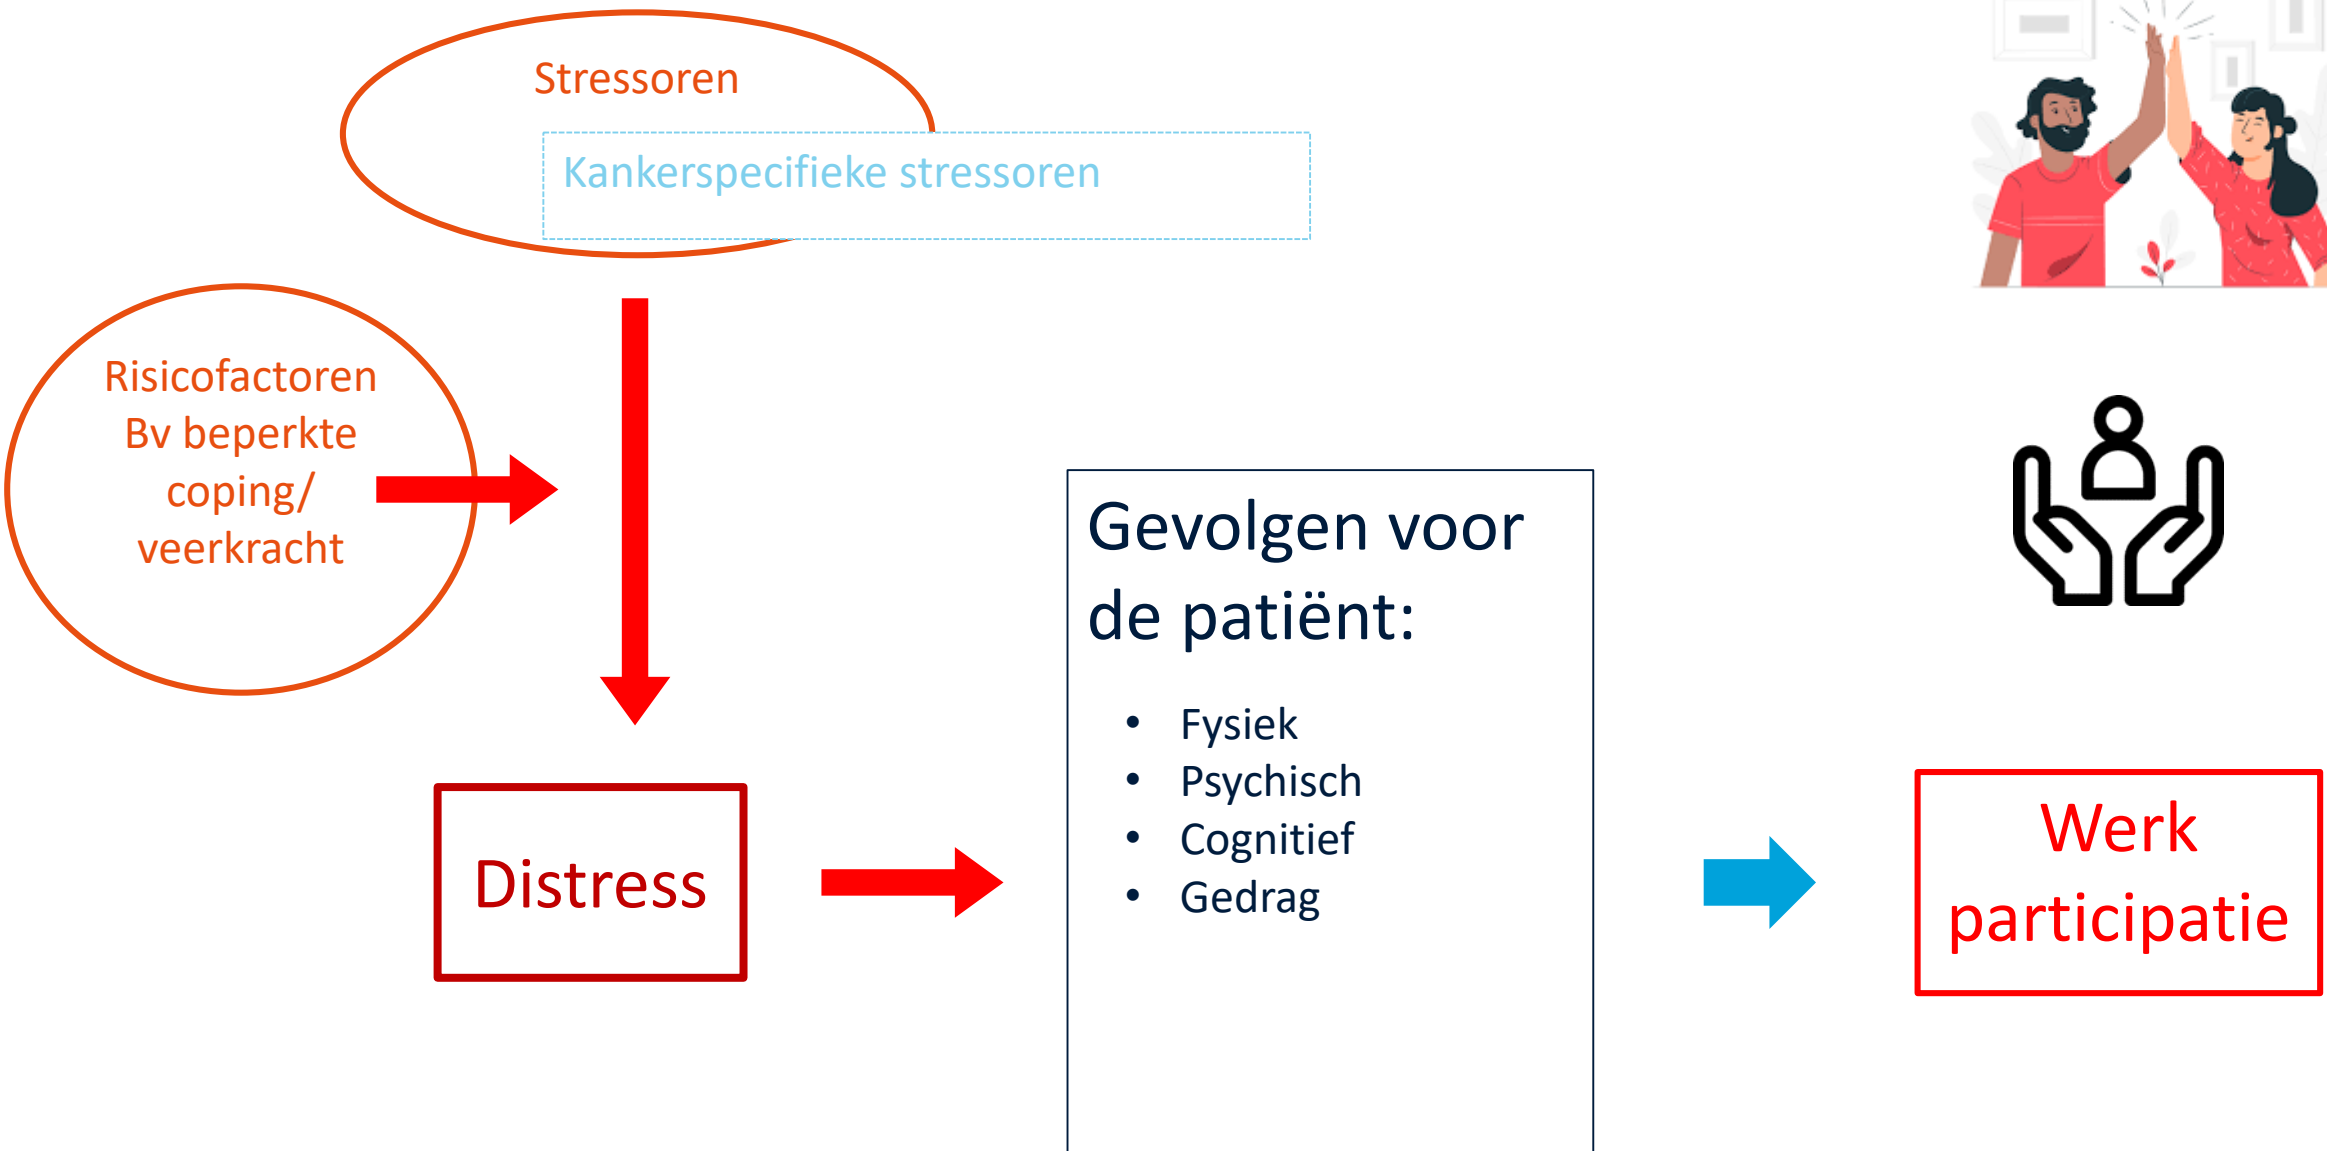 Stressoren
Kankerspecifieke stressoren
Risicofactoren
Bv beperkte
coping/
veerkracht
Distress
Gevolgen voor
de patiënt:
• Fysiek
• Psychisch
• Cognitief
• Gedrag
Werk
participatie